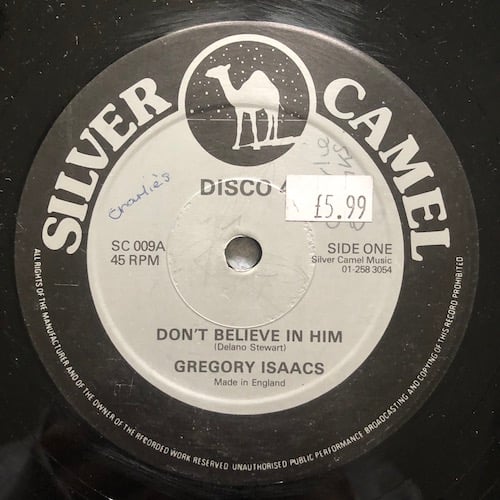 SILVER CAMEL
DISCO
Charlie's
£5.99
SC 009A
45 RPM
SIDE ONE
Silver Camel Music
01-258 3054
DON'T BELIEVE IN HIM
(Delano Stewart)
GREGORY ISAACS
Made in England
ALL RIGHTS OF THE MANUFACTURER AND OF THE OWNER OF THE RECORDED WORK RESERVED UNAUTHORISED PUBLIC PERFORMANCE BROADCASTING AND COPYING OF THIS RECORD PROHIBITED